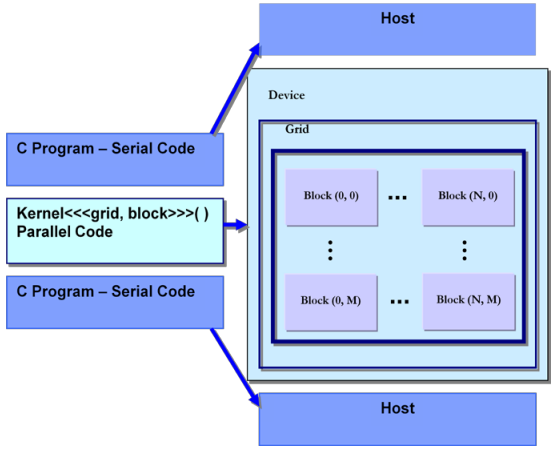 Host
Device
Grid
C Program – Serial Code
Block (0, 0) ... Block (N, 0)
Kernel<<<grid, block>>>( )
Parallel Code
C Program – Serial Code
Block (0, M) ... Block (N, M)
Host